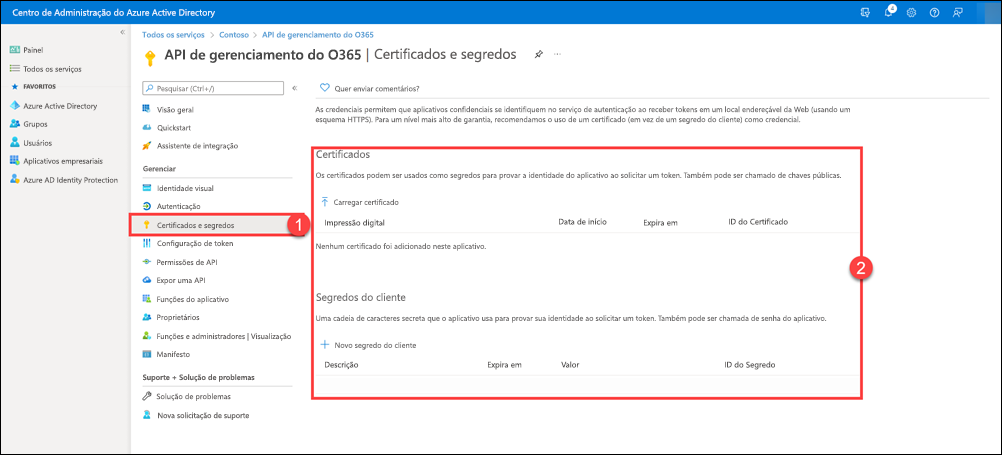 Centro de Administração do Azure Active Directory
4
Painel
Todos os serviços
FAVORITOS
Azure Active Directory
Grupos
Usuários
Aplicativos empresariais
Azure AD Identity Protection
Todos os serviços > Contoso > API de gerenciamento do O365
API de gerenciamento do O365 | Certificados e segredos
Pesquisar (Ctrl+/)
Visão geral
Quickstart
Assistente de integração
Gerenciar
Identidade visual
Autenticação
Certificados e segredos
1
Configuração de token
Permissões de API
Expor uma API
Funções do aplicativo
Proprietários
Funções e administradores | Visualização
Manifesto
Suporte + Solução de problemas
Solução de problemas
Nova solicitação de suporte
Quer enviar comentários?
As credenciais permitem que aplicativos confidenciais se identifiquem no serviço de autenticação ao receber tokens em um local endereçável da Web (usando um
esquema HTTPS). Para um nível mais alto de garantia, recomendamos o uso de um certificado (em vez de um segredo do cliente) como credencial.
Certificados
Os certificados podem ser usados como segredos para provar a identidade do aplicativo ao solicitar um token. Também pode ser chamado de chaves públicas.
Carregar certificado
Impressão digital Data de início Expira em ID do Certificado
Nenhum certificado foi adicionado neste aplicativo.
2
Segredos do cliente
Uma cadeia de caracteres secreta que o aplicativo usa para provar sua identidade ao solicitar um token. Também pode ser chamada de senha do aplicativo.
Novo segredo do cliente
Descrição Expira em Valor ID do Segredo